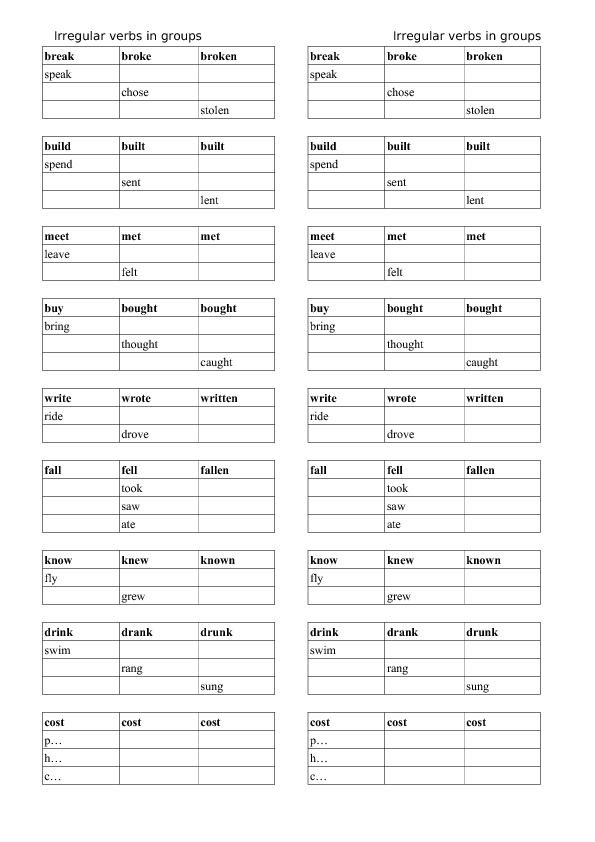 Irregular verbs in groups
break broke broken
speak
chose
stolen
build built built
spend
sent
lent
meet met met
leave
felt
buy bought bought
bring
thought
caught
write wrote written
ride
drove
fall fell fallen
took
saw
ate
know knew known
fly
grew
drink drank drunk
swim
rang
sung
cost cost cost
p…
h…
c…
Irregular verbs in groups
break broke broken
speak
chose
stolen
build built built
spend
sent
lent
meet met met
leave
felt
buy bought bought
bring
thought
caught
write wrote written
ride
drove
fall fell fallen
took
saw
ate
know knew known
fly
grew
drink drank drunk
swim
rang
sung
cost cost cost
p…
h…
c…